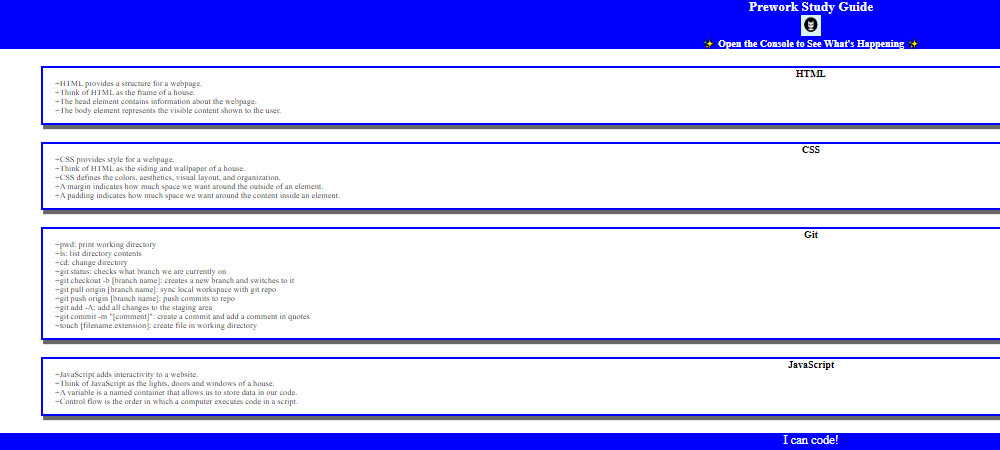 Prework Study Guide
✨ Open the Console to See What's Happening ✨
HTML
+HTML provides a structure for a webpage.
+Think of HTML as the frame of a house.
+The head element contains information about the webpage.
+The body element represents the visible content shown to the user.
CSS
+CSS provides style for a webpage.
+Think of HTML as the siding and wallpaper of a house.
+CSS defines the colors, aesthetics, visual layout, and organization.
+A margin indicates how much space we want around the outside of an element.
+A padding indicates how much space we want around the content inside an element.
Git
+pwd: print working directory
+ls: list directory contents
+cd: change directory
+git status: checks what branch we are currently on
+git checkout -b [branch name]: creates a new branch and switches to it
+git pull origin [branch name]: sync local workspace with git repo
+git push origin [branch name]: push commits to repo
+git add -A: add all changes to the staging area
+git commit -m "[comment]": create a commit and add a comment in quotes
+touch [filename.extension]: create file in working directory
JavaScript
+JavaScript adds interactivity to a website.
+Think of JavaScript as the lights, doors and windows of a house.
+A variable is a named container that allows us to store data in our code.
+Control flow is the order in which a computer executes code in a script.
I can code!